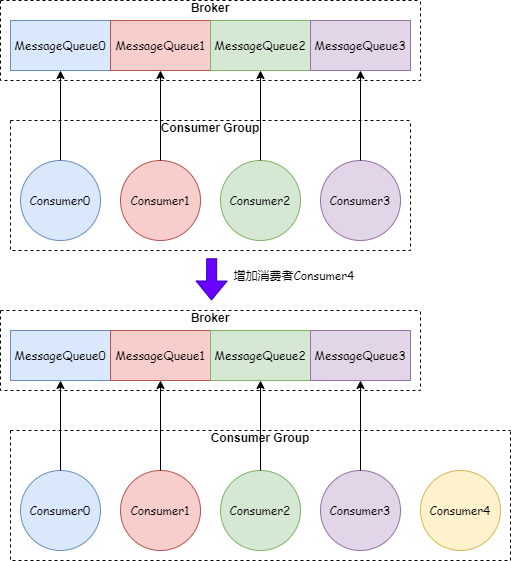 Broker
MessageQueue0 MessageQueue1 MessageQueue2 MessageQueue3
Consumer Group
Consumer0 Consumer1 Consumer2 Consumer3
增加消费者Consumer4
Broker
MessageQueue0 MessageQueue1 MessageQueue2 MessageQueue3
Consumer Group
Consumer0 Consumer1 Consumer2 Consumer3 Consumer4